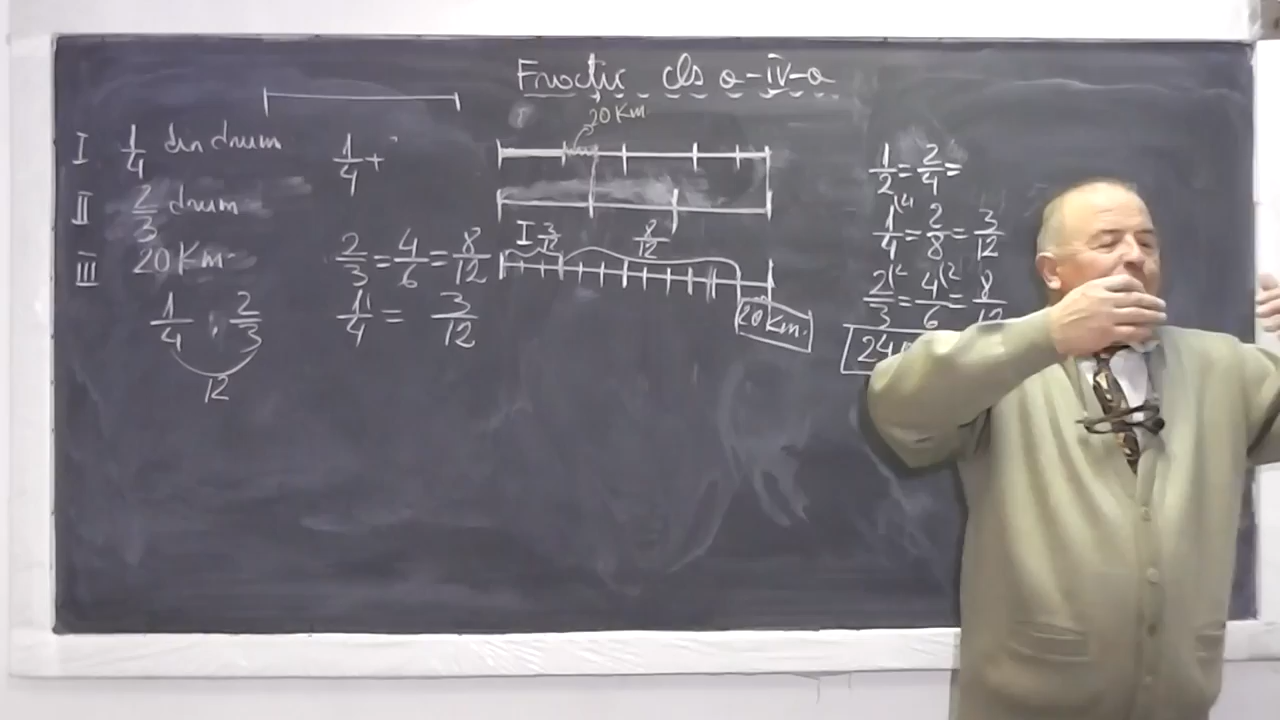 Fracţii cls a-IV-a
20 Km
I 1/4 din drum
1/4 +
II 2/3 drum
III 20 Km
2/3 = 4/6 = 8/12
1/4 , 2/3
12
1/4 = 3/12
I 3/12 8/12
20 Km.
1/2 = 2/4 =
1/4 = 2/8 = 3/12
2/3 = 4/6 = 8/12
24